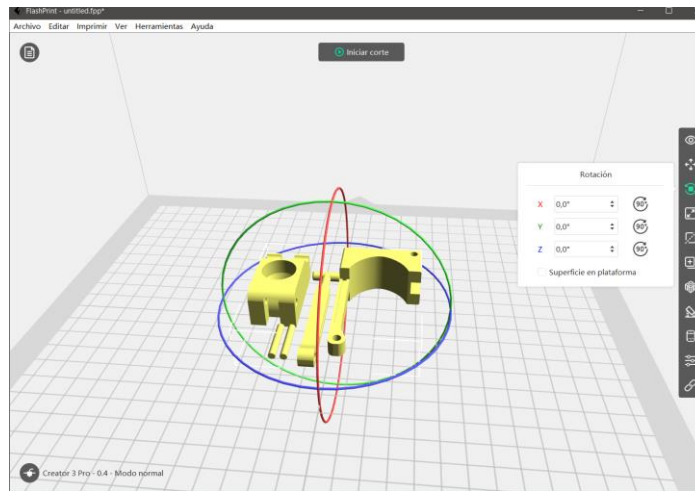 FlashPrint - untitled.fpp*
Archivo Editar Imprimir Ver Herramientas Ayuda
Iniciar corte
Rotación
X 0,0° 90°
Y 0,0° 90°
Z 0,0° 90°
Superficie en plataforma
Creator 3 Pro - 0.4 - Modo normal